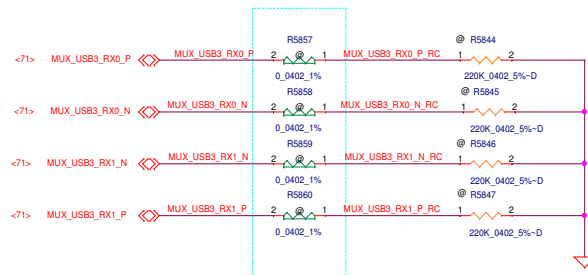 R5857 @ R5844
<71> MUX_USB3_RX0_P MUX_USB3_RX0_P 2 @ 1 MUX_USB3_RX0_P_RC 1 2
0_0402_1% 220K_0402_5%~D
R5858 @ R5845
<71> MUX_USB3_RX0_N MUX_USB3_RX0_N 2 @ 1 MUX_USB3_RX0_N_RC 1 2
0_0402_1% 220K_0402_5%~D
R5859 @ R5846
<71> MUX_USB3_RX1_N MUX_USB3_RX1_N 2 @ 1 MUX_USB3_RX1_N_RC 1 2
0_0402_1% 220K_0402_5%~D
R5860 @ R5847
<71> MUX_USB3_RX1_P MUX_USB3_RX1_P 2 @ 1 MUX_USB3_RX1_P_RC 1 2
0_0402_1% 220K_0402_5%~D